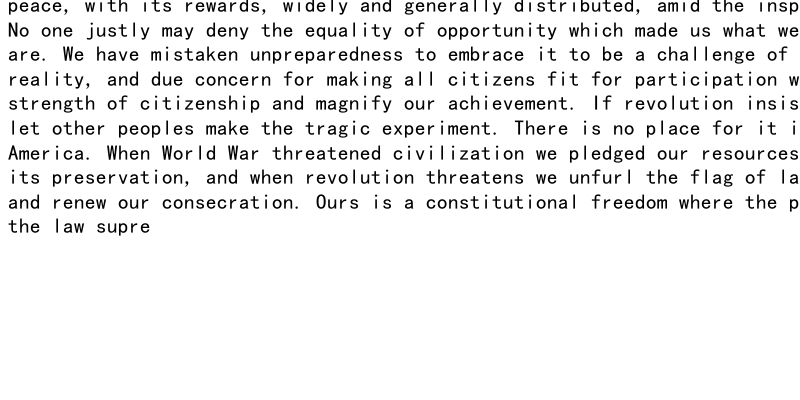 peace, with its rewards, widely and generally distributed, amid the insp
No one justly may deny the equality of opportunity which made us what we
are. We have mistaken unpreparedness to embrace it to be a challenge of
reality, and due concern for making all citizens fit for participation w
strength of citizenship and magnify our achievement. If revolution insis
let other peoples make the tragic experiment. There is no place for it i
America. When World War threatened civilization we pledged our resources
its preservation, and when revolution threatens we unfurl the flag of la
and renew our consecration. Ours is a constitutional freedom where the p
the law supre